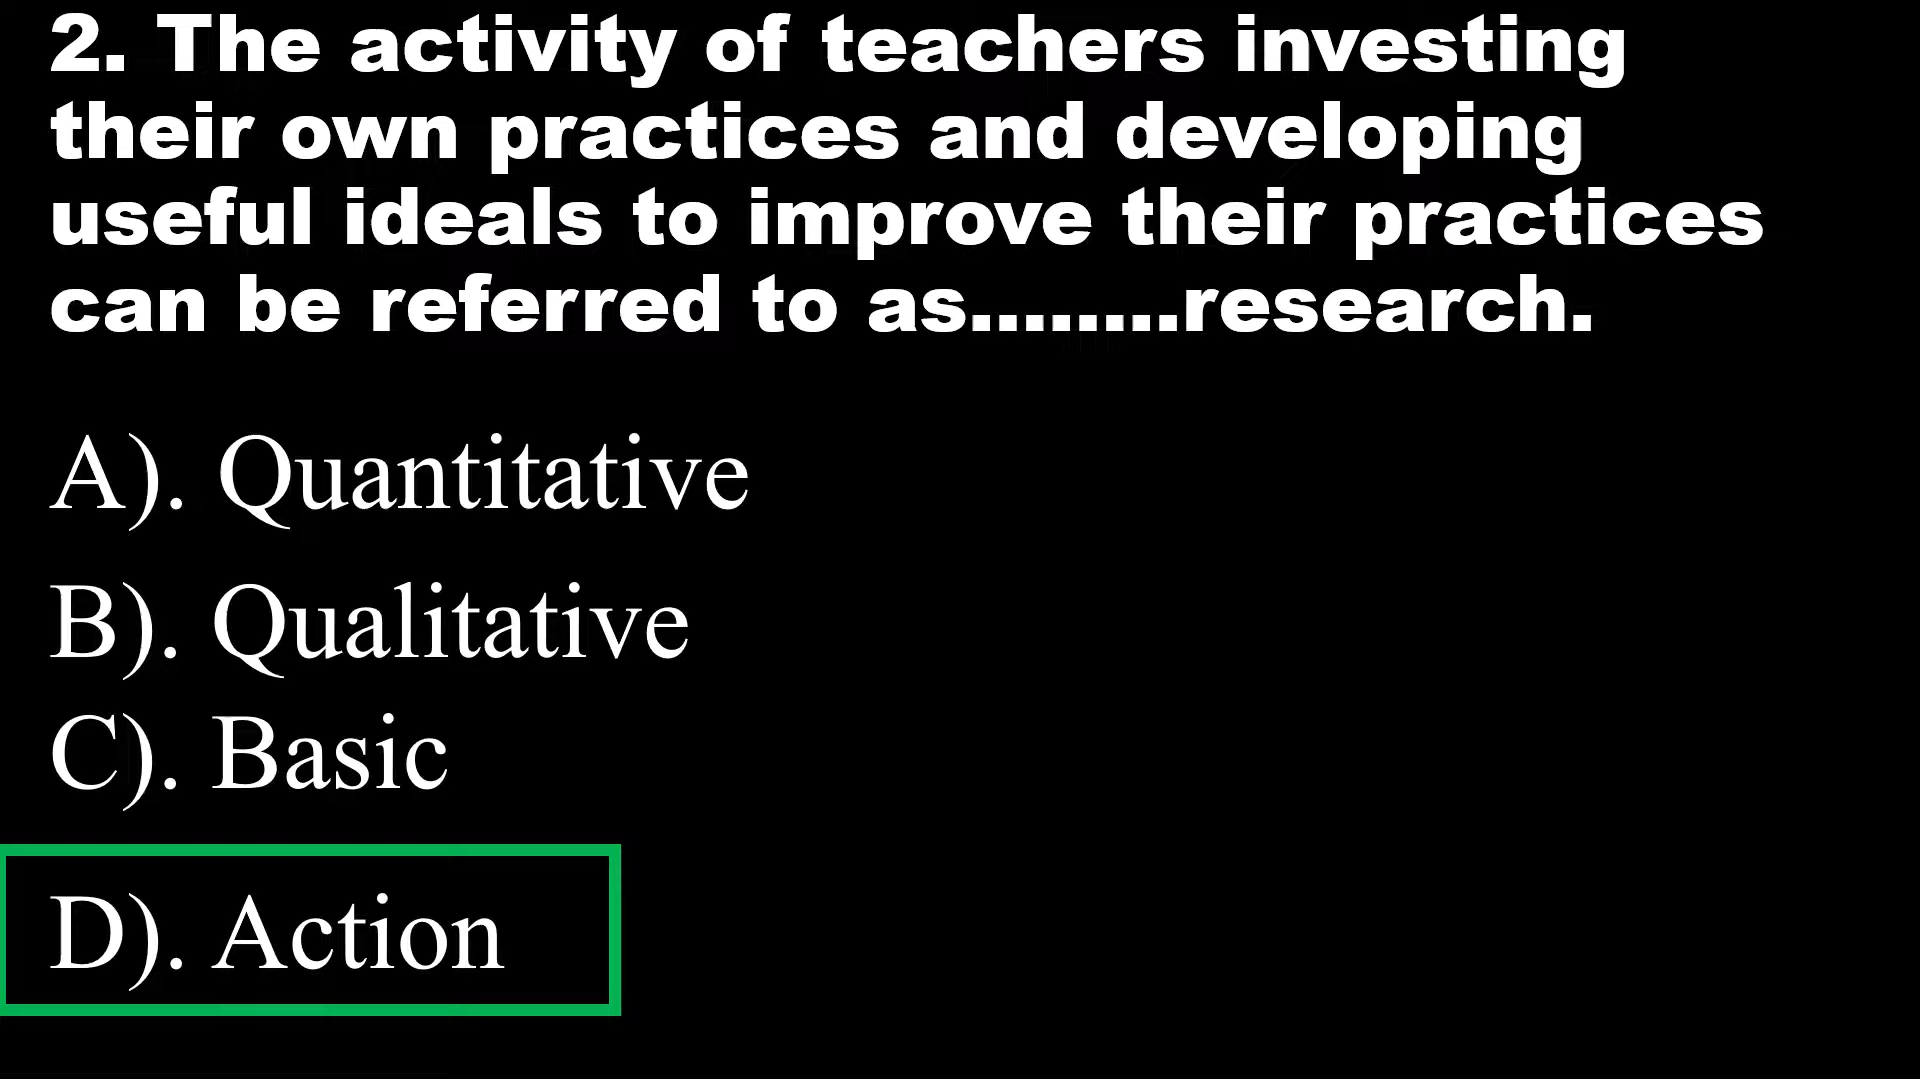 2. The activity of teachers investing
their own practices and developing
useful ideals to improve their practices
can be referred to as........research.
A). Quantitative
B). Qualitative
C). Basic
D). Action